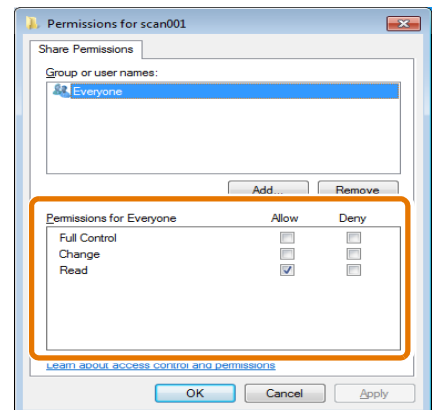 Permissions for scan001
Share Permissions
Group or user names:
Everyone
Add... Remove
Permissions for Everyone Allow Deny
Full Control
Change
Read
Learn about access control and permissions
OK Cancel Apply